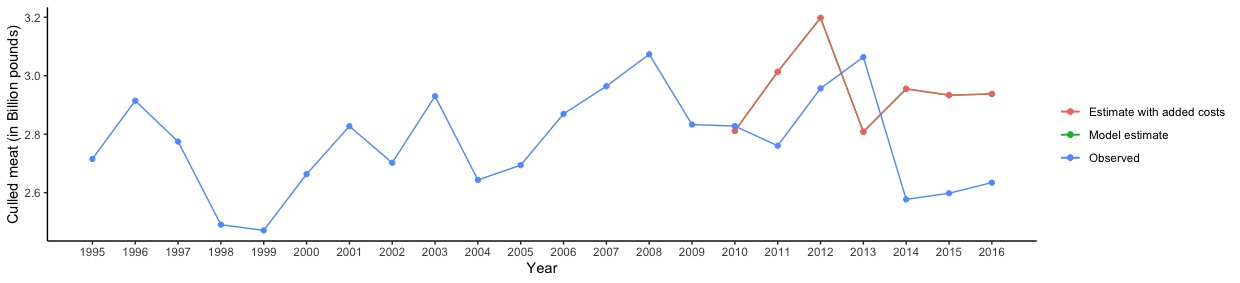 Culled meat (in Billion pounds)
3.2
3.0
2.8
2.6
1995 1996 1997 1998 1999 2000 2001 2002 2003 2004 2005 2006 2007 2008 2009 2010 2011 2012 2013 2014 2015 2016
Year
Estimate with added costs
Model estimate
Observed